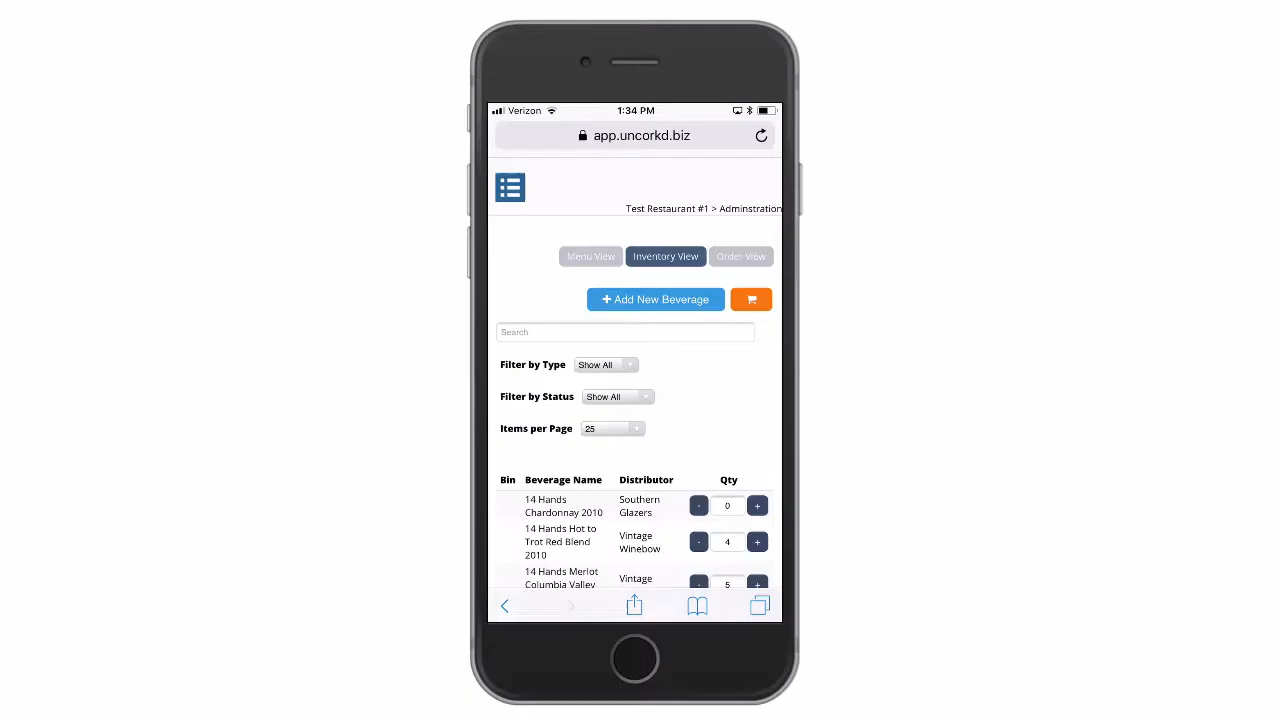 Verizon 1:34 PM
app.uncorkd.biz
Test Restaurant #1 > Adminstration
Menu View Inventory View Order View
+ Add New Beverage
Search
Filter by Type Show All
Filter by Status Show All
Items per Page 25
Bin Beverage Name Distributor Qty
14 Hands
Chardonnay 2010
Southern
Glazers
- 0 +
14 Hands Hot to
Trot Red Blend
2010
Vintage
Winebow
- 4 +
14 Hands Merlot
Columbia Valley
Vintage
- 5 +